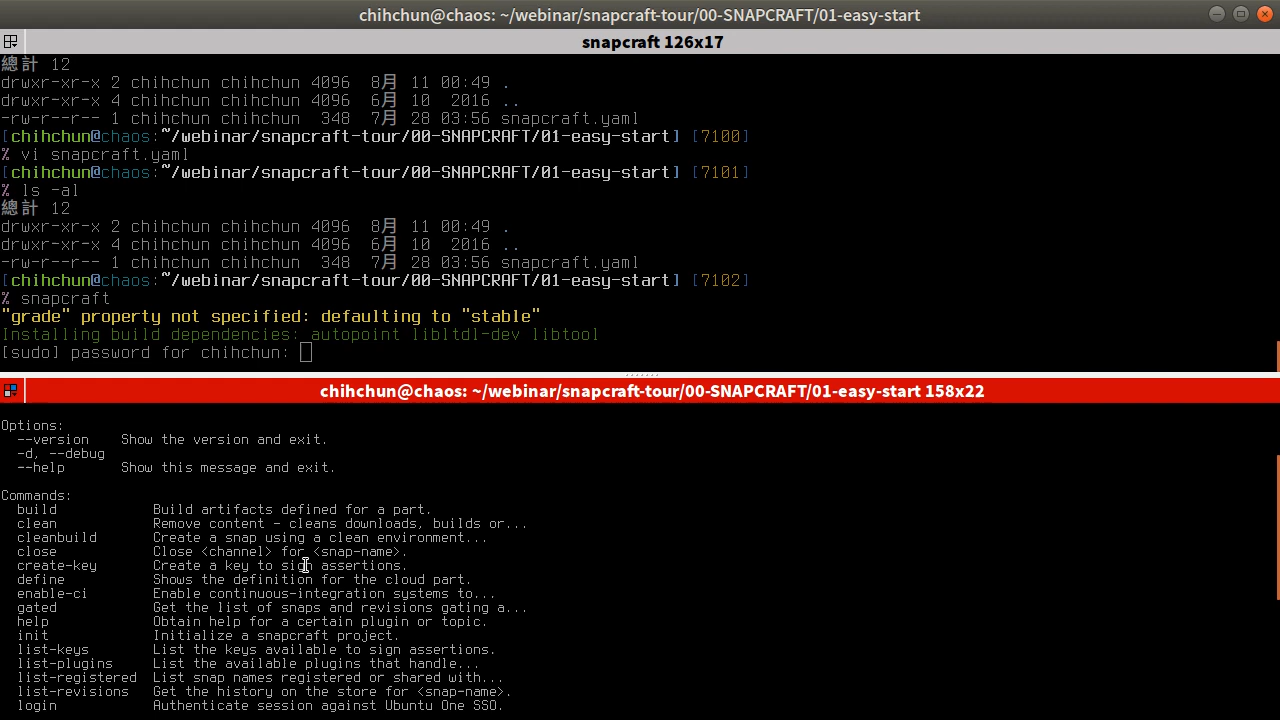 chihchun@chaos: ~/webinar/snapcraft-tour/00-SNAPCRAFT/01-easy-start
snapcraft 126x17
總計 12
drwxr-xr-x 2 chihchun chihchun 4096  8月 11 00:49 .
drwxr-xr-x 4 chihchun chihchun 4096  6月 10  2016 ..
-rw-r--r-- 1 chihchun chihchun  348  7月 28 03:56 snapcraft.yaml
[chihchun@chaos:~/webinar/snapcraft-tour/00-SNAPCRAFT/01-easy-start] [7100]
% vi snapcraft.yaml
[chihchun@chaos:~/webinar/snapcraft-tour/00-SNAPCRAFT/01-easy-start] [7101]
% ls -al
總計 12
drwxr-xr-x 2 chihchun chihchun 4096  8月 11 00:49 .
drwxr-xr-x 4 chihchun chihchun 4096  6月 10  2016 ..
-rw-r--r-- 1 chihchun chihchun  348  7月 28 03:56 snapcraft.yaml
[chihchun@chaos:~/webinar/snapcraft-tour/00-SNAPCRAFT/01-easy-start] [7102]
% snapcraft
"grade" property not specified: defaulting to "stable"
Installing build dependencies: autopoint libltdl-dev libtool
[sudo] password for chihchun:
chihchun@chaos: ~/webinar/snapcraft-tour/00-SNAPCRAFT/01-easy-start 158x22
Options:
  --version    Show the version and exit.
  -d, --debug
  --help       Show this message and exit.
Commands:
  build            Build artifacts defined for a part.
  clean            Remove content - cleans downloads, builds or...
  cleanbuild       Create a snap using a clean environment...
  close            Close <channel> for <snap-name>.
  create-key       Create a key to sign assertions.
  define           Shows the definition for the cloud part.
  enable-ci        Enable continuous-integration systems to...
  gated            Get the list of snaps and revisions gating a...
  help             Obtain help for a certain plugin or topic.
  init             Initialize a snapcraft project.
  list-keys        List the keys available to sign assertions.
  list-plugins     List the available plugins that handle...
  list-registered  List snap names registered or shared with...
  list-revisions   Get the history on the store for <snap-name>.
  login            Authenticate session against Ubuntu One SSO.